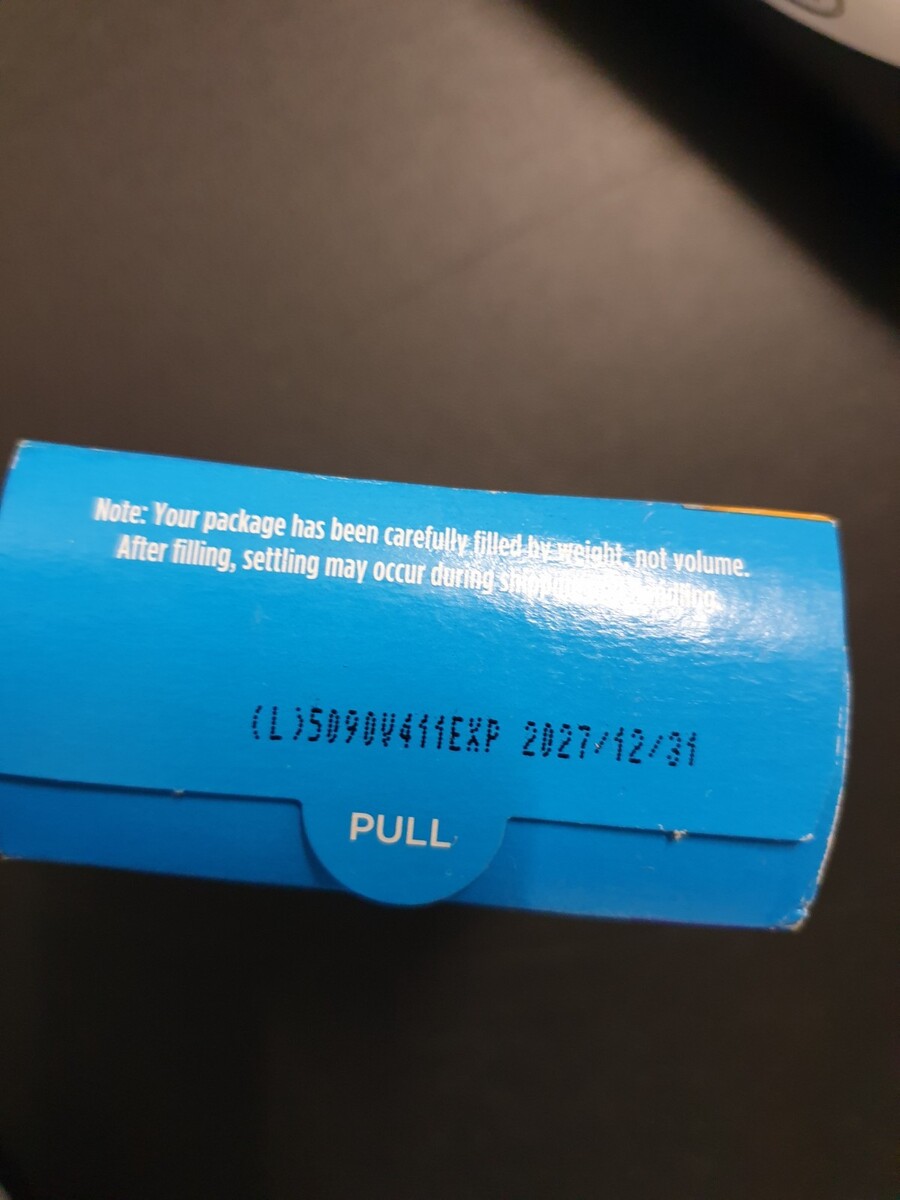 Note: Your package has been carefully filled by weight, not volume.
After filling, settling may occur during
(L)5090V411EXP 2027/12/31
PULL